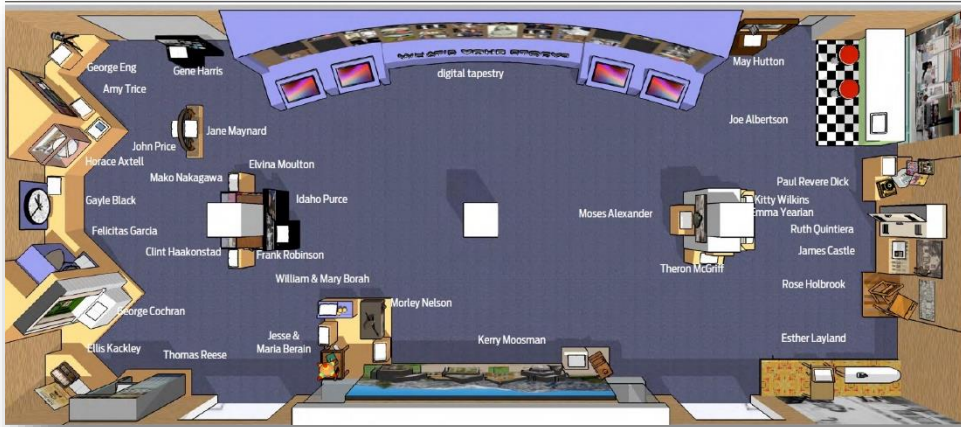 George Eng
Gene Harris
May Hutton
digital tapestry
Amy Trice
Joe Albertson
Jane Maynard
John Price
Horace Axtell
Elvina Moulton
Mako Nakagawa
Paul Revere Dick
Gayle Black
Idaho Purce
Kitty Wilkins
Moses Alexander
Emma Yearian
Felicitas Garcia
Ruth Quintiera
Clint Haakonstad
Frank Robinson
James Castle
Theron McGriff
William & Mary Borah
Rose Holbrook
Morley Nelson
George Cochran
Jesse &
Maria Berain
Kerry Moosman
Esther Layland
Ellis Kackley
Thomas Reese